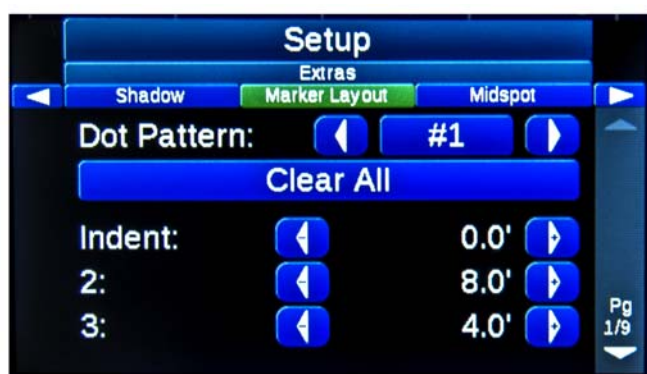 Setup
Extras
Shadow Marker Layout Midspot
Dot Pattern: #1
Clear All
Indent: - 0.0' +
2: - 8.0' +
3: - 4.0' +
Pg
1/9